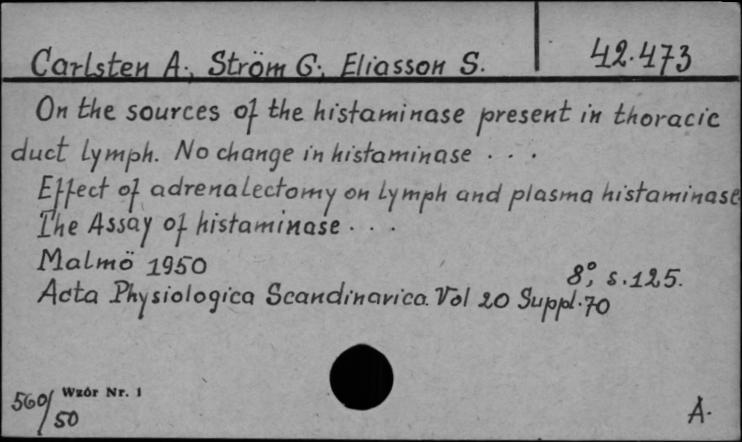 Carlsten A., Ström G., Eliasson S. 42.473
On the sources of the histaminase present in thoracic
duct lymph. No change in histaminase . . .
Effect of adrenalectomy on lymph and plasma histaminase
The Assay of histaminase . . .
Malmö 1950
8°, s.125.
Acta Physiologica Scandinavica. Vol 20 Suppl.70
Wzór Nr. 1
560/50
A.